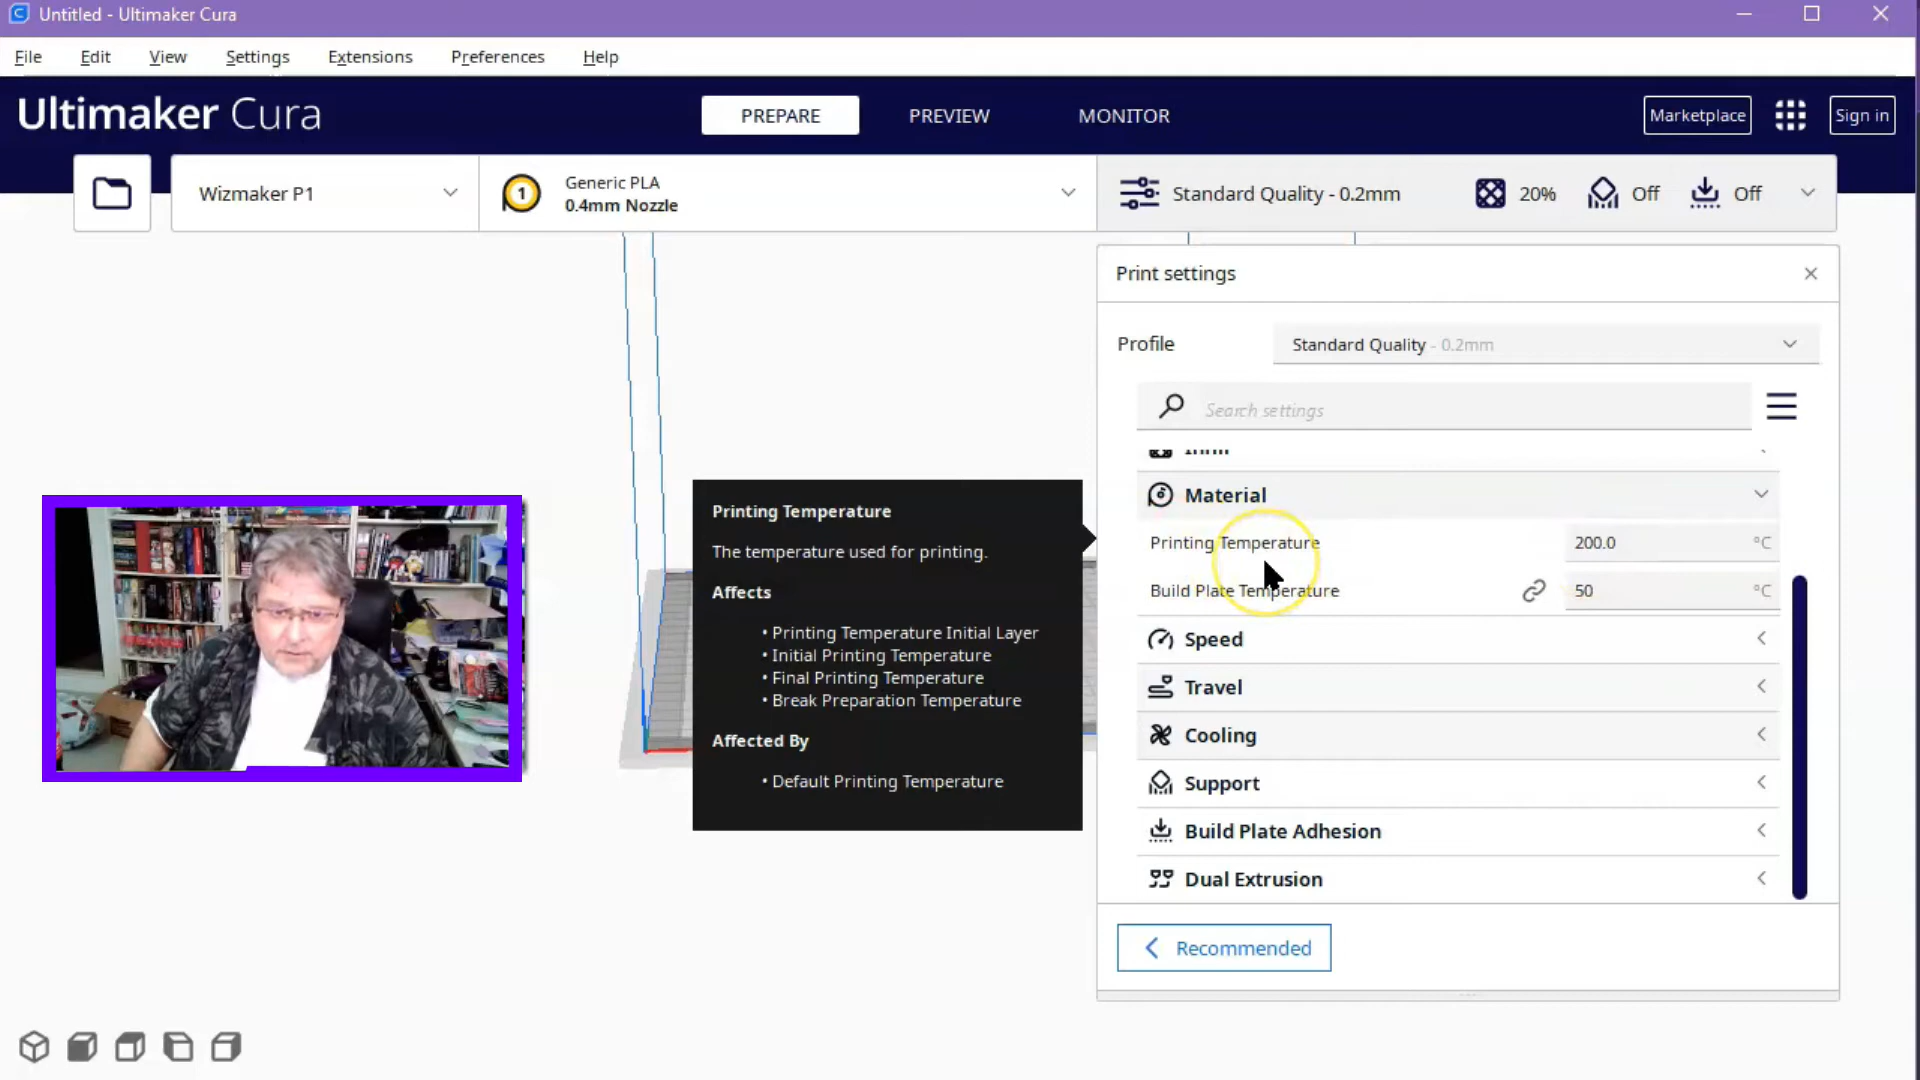 Untitled - Ultimaker Cura
File Edit View Settings Extensions Preferences Help
Ultimaker Cura
PREPARE PREVIEW MONITOR
Marketplace
Sign in
Wizmaker P1
1
Generic PLA
0.4mm Nozzle
Standard Quality - 0.2mm
20%
Off
Off
Print settings
Profile
Standard Quality - 0.2mm
Search settings
Material
Printing Temperature 200.0 °C
Build Plate Temperature 50 °C
Speed
Travel
Cooling
Support
Build Plate Adhesion
Dual Extrusion
Recommended
Printing Temperature
The temperature used for printing.
Affects
• Printing Temperature Initial Layer
• Initial Printing Temperature
• Final Printing Temperature
• Break Preparation Temperature
Affected By
• Default Printing Temperature